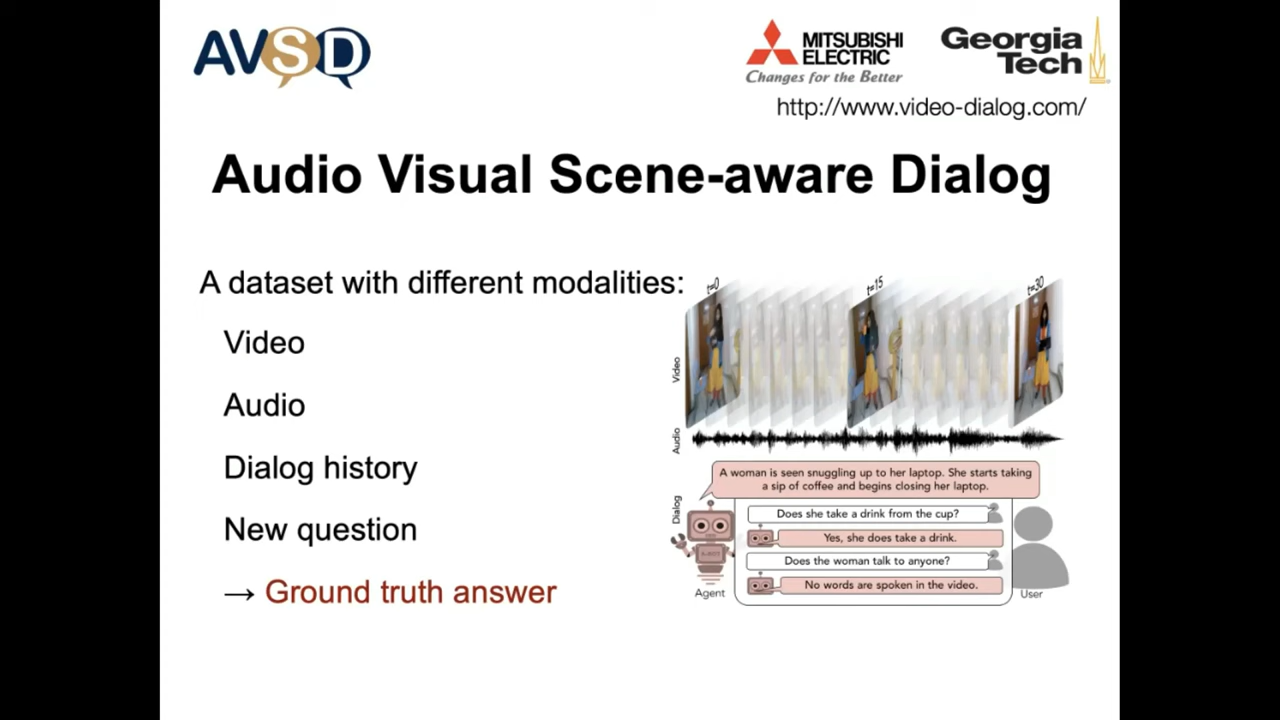 AVSD
MITSUBISHI
ELECTRIC
Changes for the Better
Georgia
Tech
http://www.video-dialog.com/
Audio Visual Scene-aware Dialog
A dataset with different modalities:
Video
Audio
Dialog history
New question
→ Ground truth answer
t=0
t=15
t=30
Video
Audio
Dialog
A woman is seen snuggling up to her laptop. She starts taking
a sip of coffee and begins closing her laptop.
Does she take a drink from the cup?
Yes, she does take a drink.
Does the woman talk to anyone?
No words are spoken in the video.
Agent
User